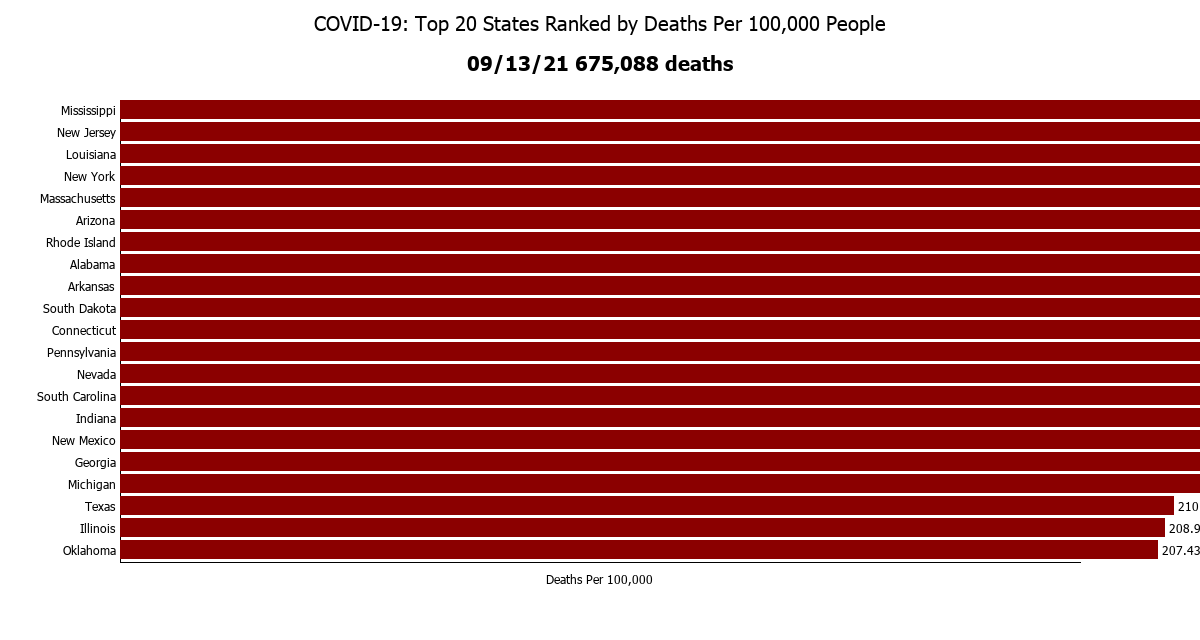 COVID-19: Top 20 States Ranked by Deaths Per 100,000 People
09/13/21 675,088 deaths
Mississippi
New Jersey
Louisiana
New York
Massachusetts
Arizona
Rhode Island
Alabama
Arkansas
South Dakota
Connecticut
Pennsylvania
Nevada
South Carolina
Indiana
New Mexico
Georgia
Michigan
Texas 210
Illinois 208.9
Oklahoma 207.43
Deaths Per 100,000